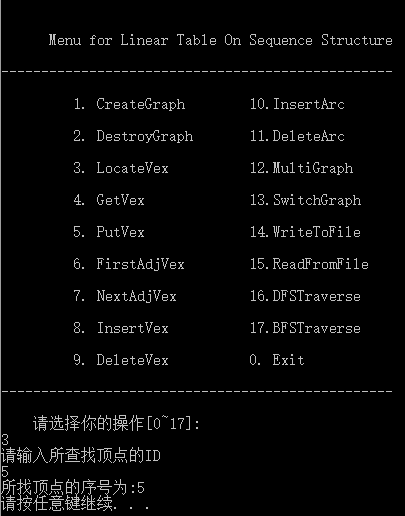 Menu for Linear Table On Sequence Structure
-------------------------------------------------
1. CreateGraph 10.InsertArc
2. DestroyGraph 11.DeleteArc
3. LocateVex 12.MultiGraph
4. GetVex 13.SwitchGraph
5. PutVex 14.WriteToFile
6. FirstAdjVex 15.ReadFromFile
7. NextAdjVex 16.DFSTraverse
8. InsertVex 17.BFSTraverse
9. DeleteVex 0. Exit
-------------------------------------------------
请选择你的操作[0~17]:
3
请输入所查找顶点的ID
5
所找顶点的序号为:5
请按任意键继续. . .